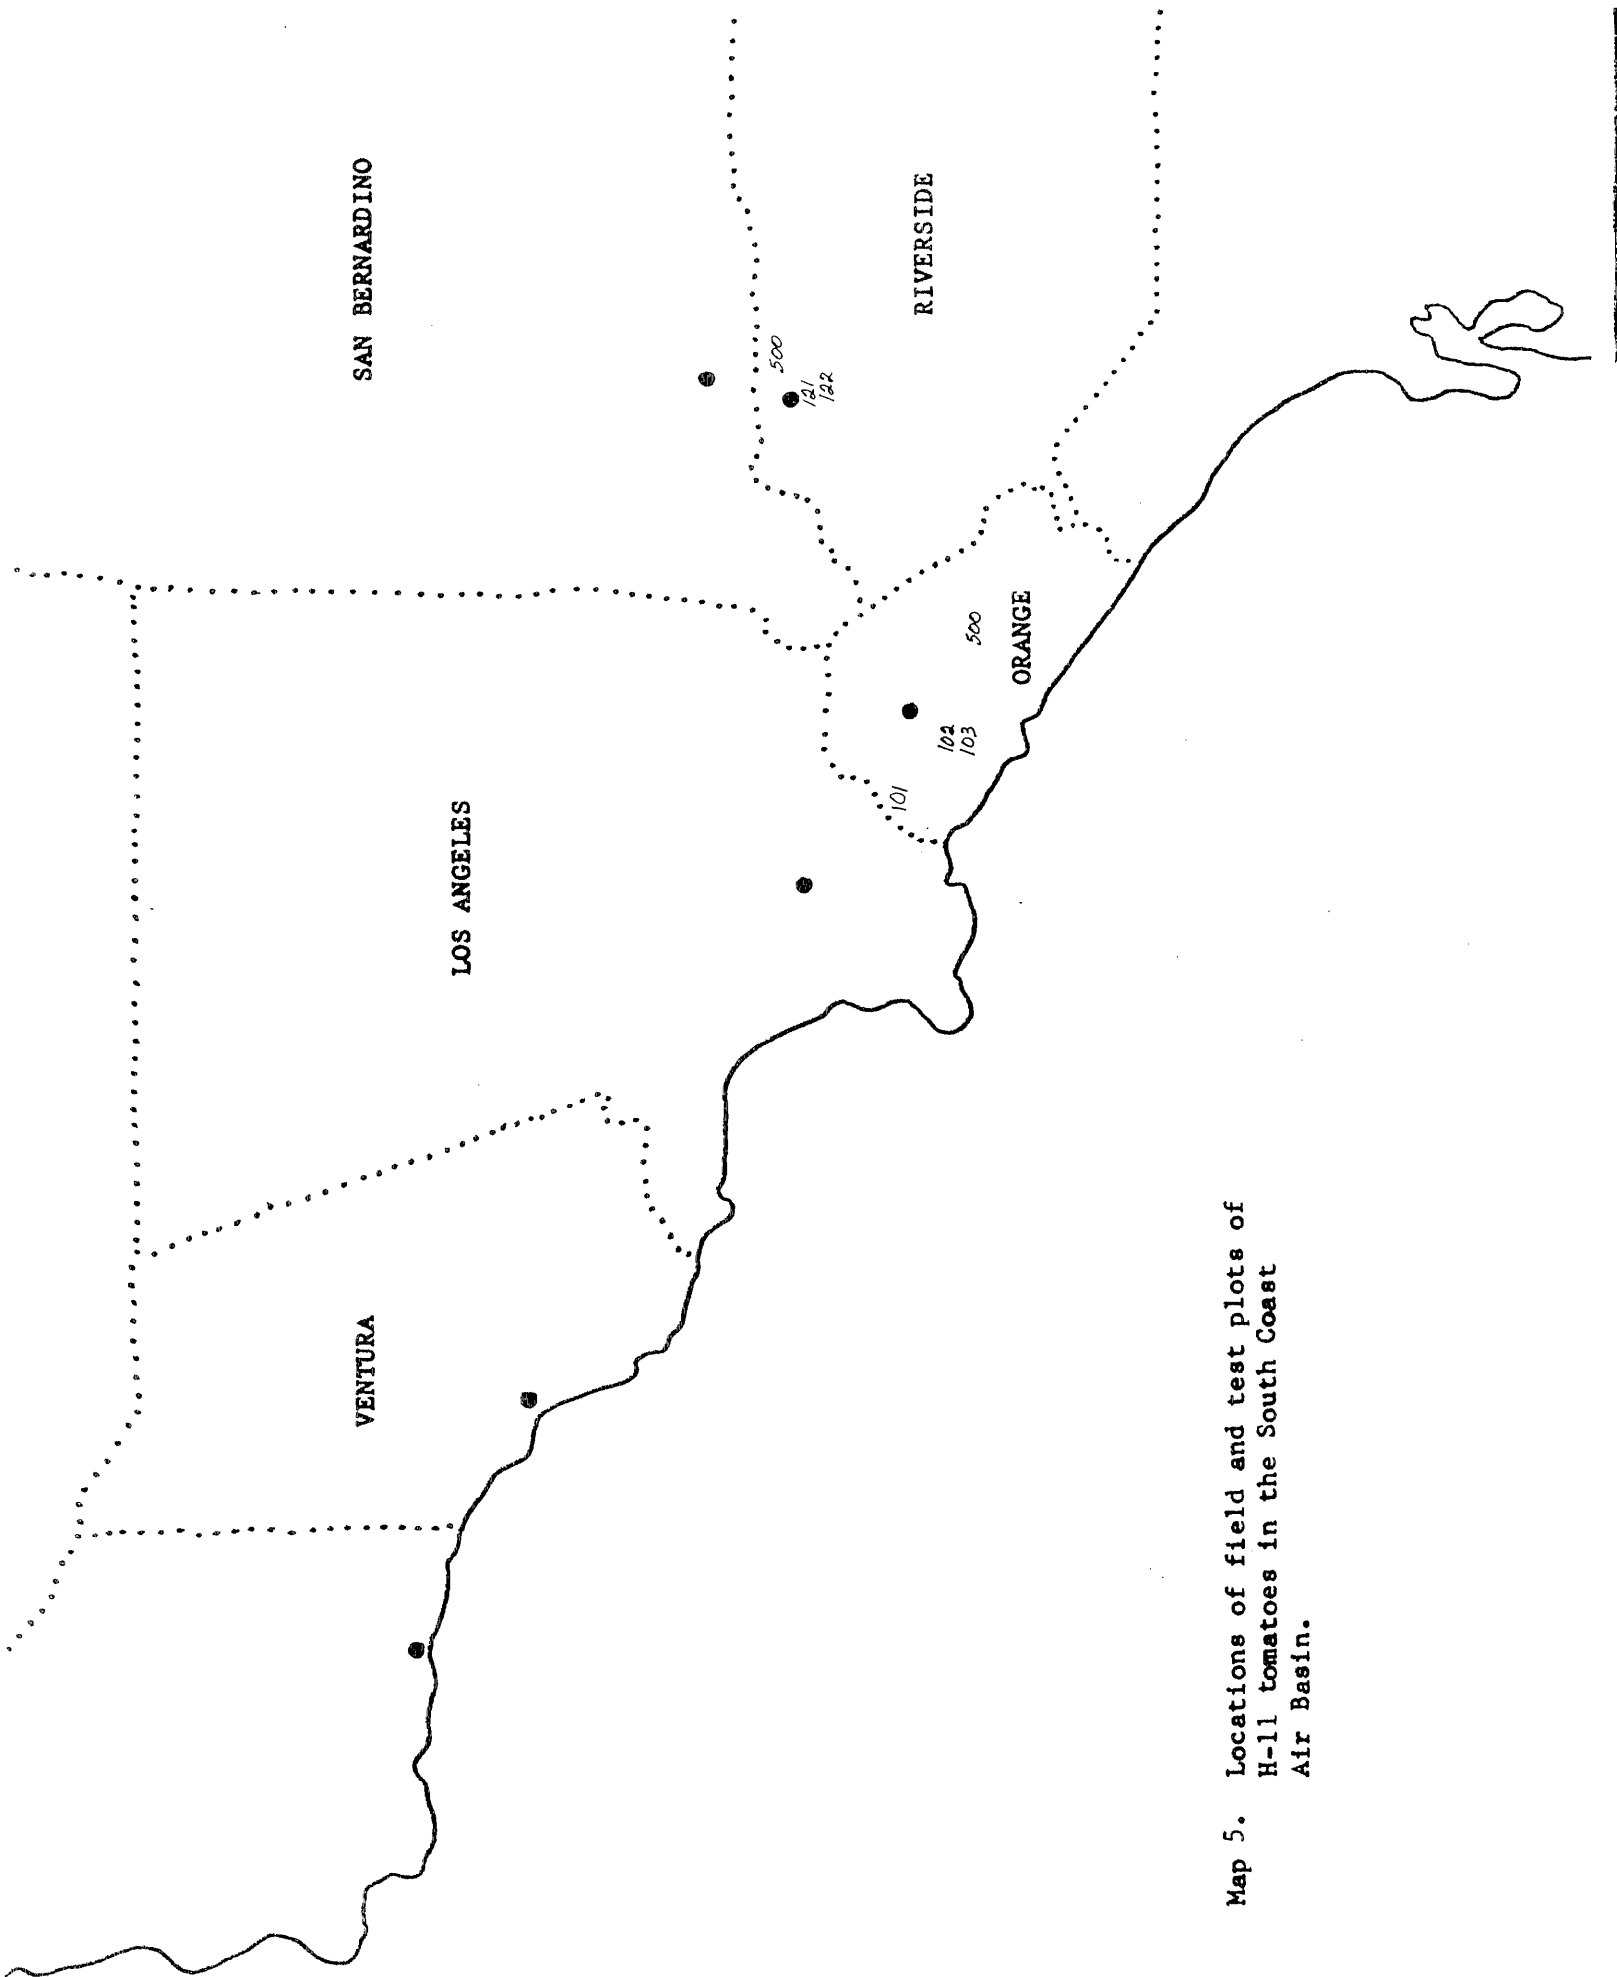 SAN BERNARDINO
LOS ANGELES
VENTURA
500
121
122
RIVERSIDE
101
102
103
500
ORANGE
Map 5. Locations of field and test plots of
H-11 tomatoes in the South Coast
Air Basin.